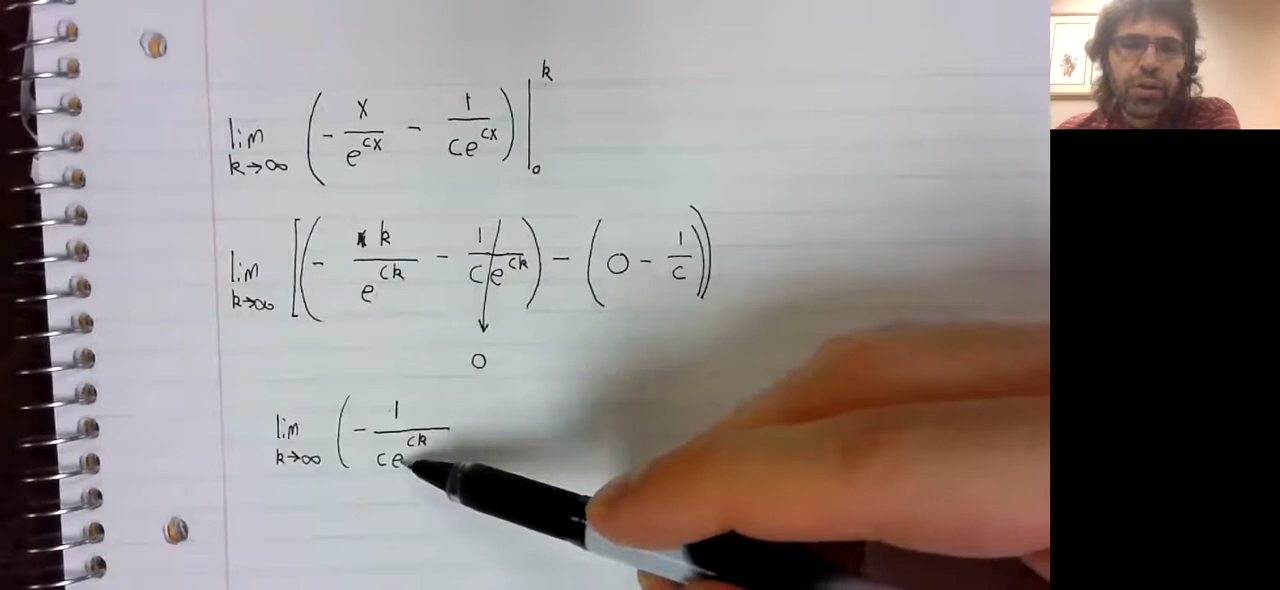 lim k→∞ ( - x/e^cx - 1/ce^cx ) |_0^k
lim k→∞ [( - k/e^ck - 1/ce^ck ) - ( 0 - 1/c )]
0
lim k→∞ ( - 1/ce^ck